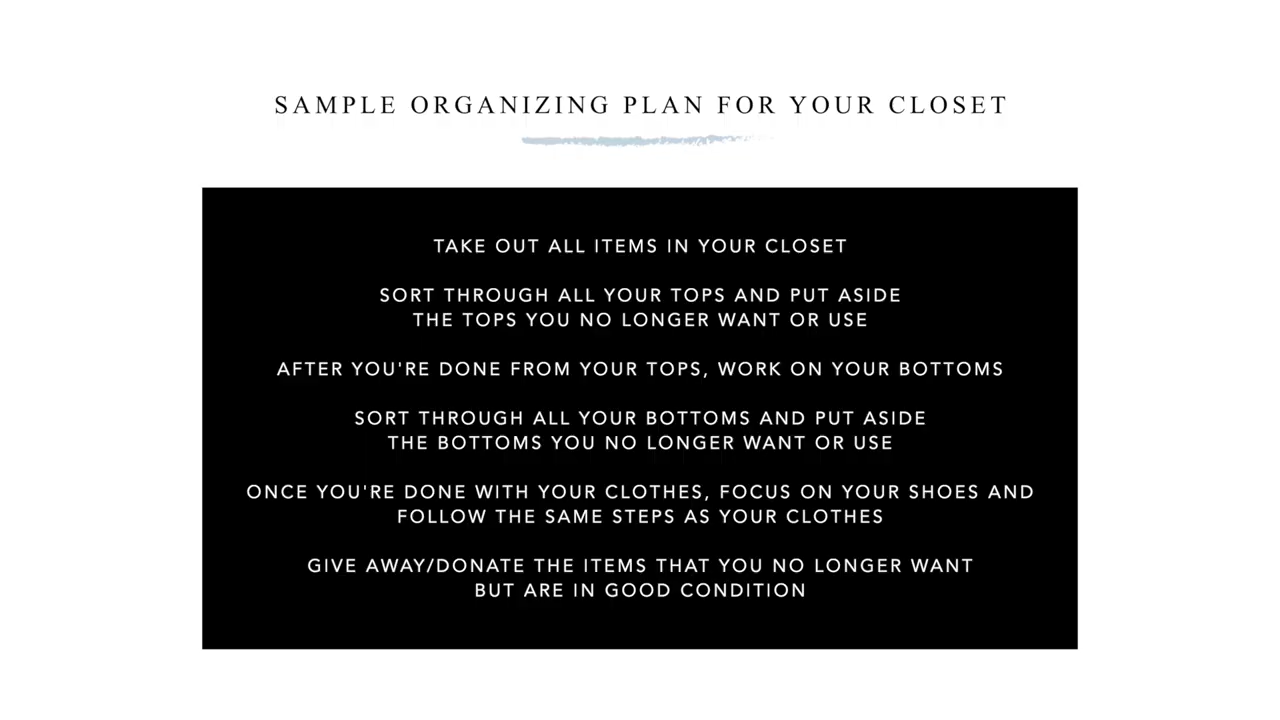 SAMPLE ORGANIZING PLAN FOR YOUR CLOSET
TAKE OUT ALL ITEMS IN YOUR CLOSET
SORT THROUGH ALL YOUR TOPS AND PUT ASIDE
THE TOPS YOU NO LONGER WANT OR USE
AFTER YOU'RE DONE FROM YOUR TOPS, WORK ON YOUR BOTTOMS
SORT THROUGH ALL YOUR BOTTOMS AND PUT ASIDE
THE BOTTOMS YOU NO LONGER WANT OR USE
ONCE YOU'RE DONE WITH YOUR CLOTHES, FOCUS ON YOUR SHOES AND
FOLLOW THE SAME STEPS AS YOUR CLOTHES
GIVE AWAY/DONATE THE ITEMS THAT YOU NO LONGER WANT
BUT ARE IN GOOD CONDITION